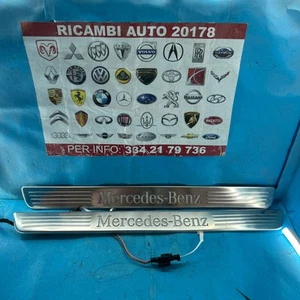 RICAMBI AUTO 20178
PER INFO: 334.21 79 736
Mercedes-Benz
Mercedes-Benz